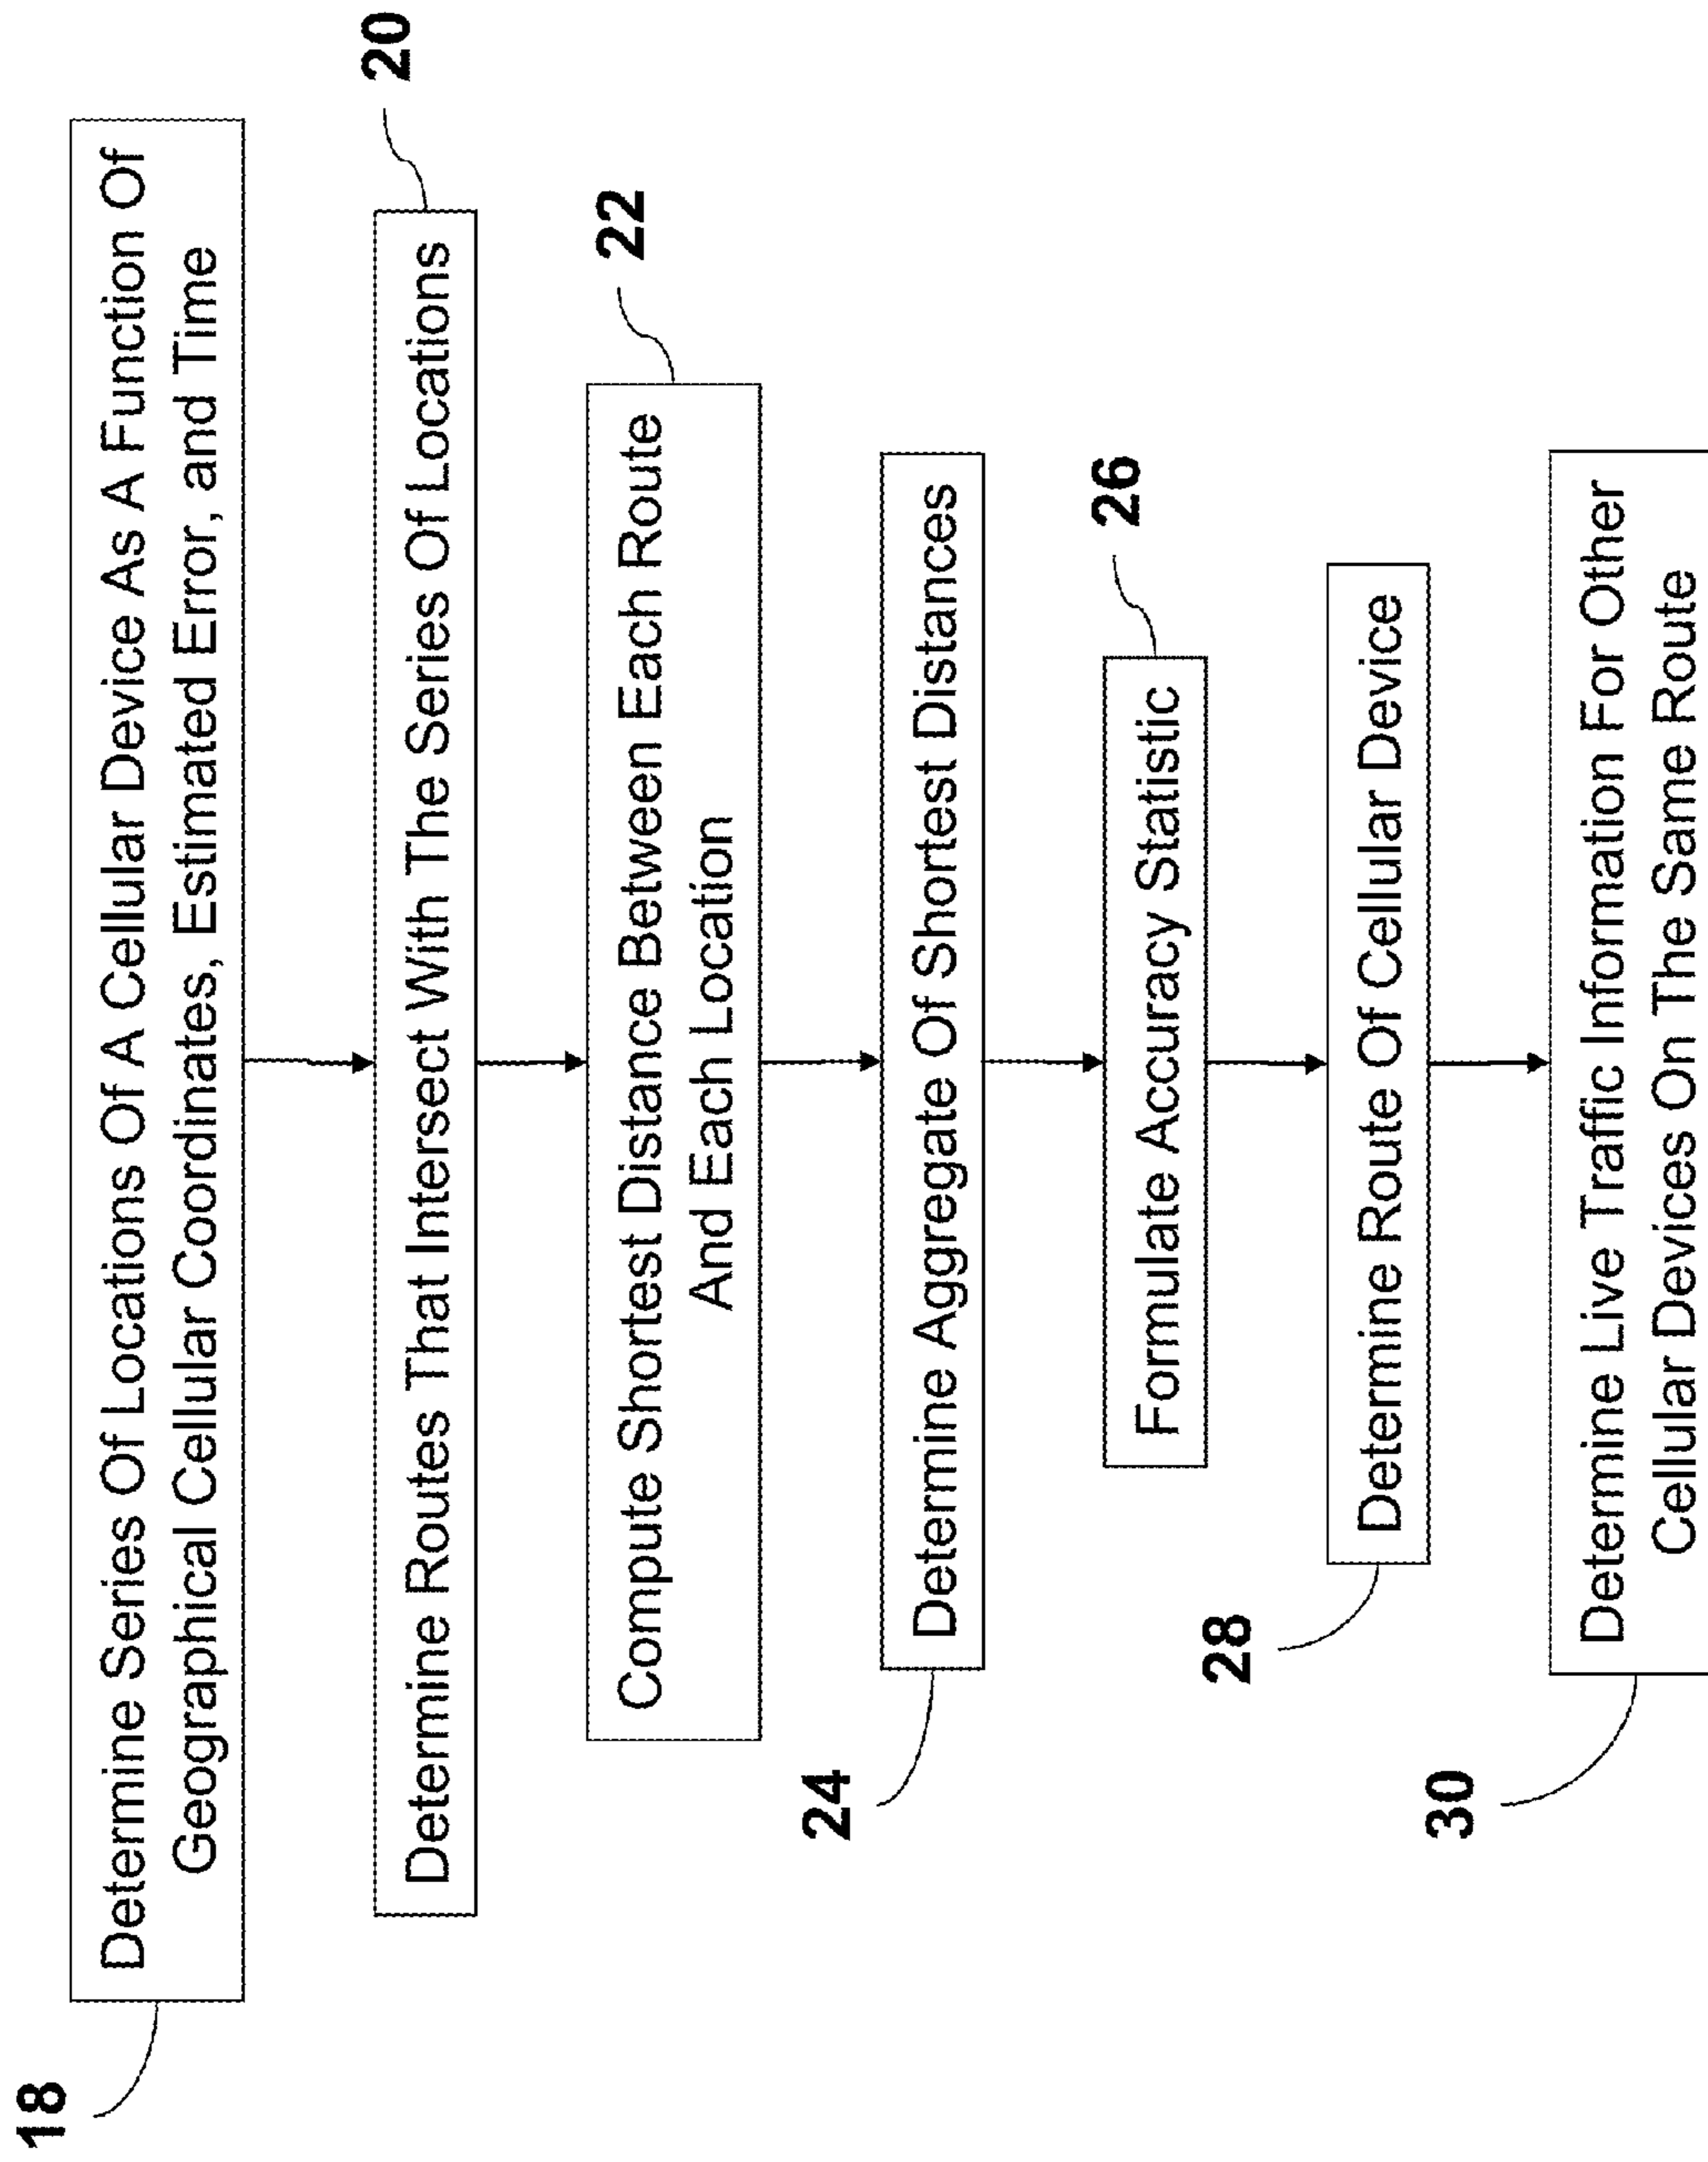 18
Determine Series Of Locations Of A Cellular Device As A Function Of
Geographical Cellular Coordinates, Estimated Error, and Time
20
Determine Routes That Intersect With The Series Of Locations
22
Compute Shortest Distance Between Each Route
And Each Location
24
Determine Aggregate Of Shortest Distances
26
Formulate Accuracy Statistic
28
Determine Route Of Cellular Device
30
Determine Live Traffic Information For Other
Cellular Devices On The Same Route